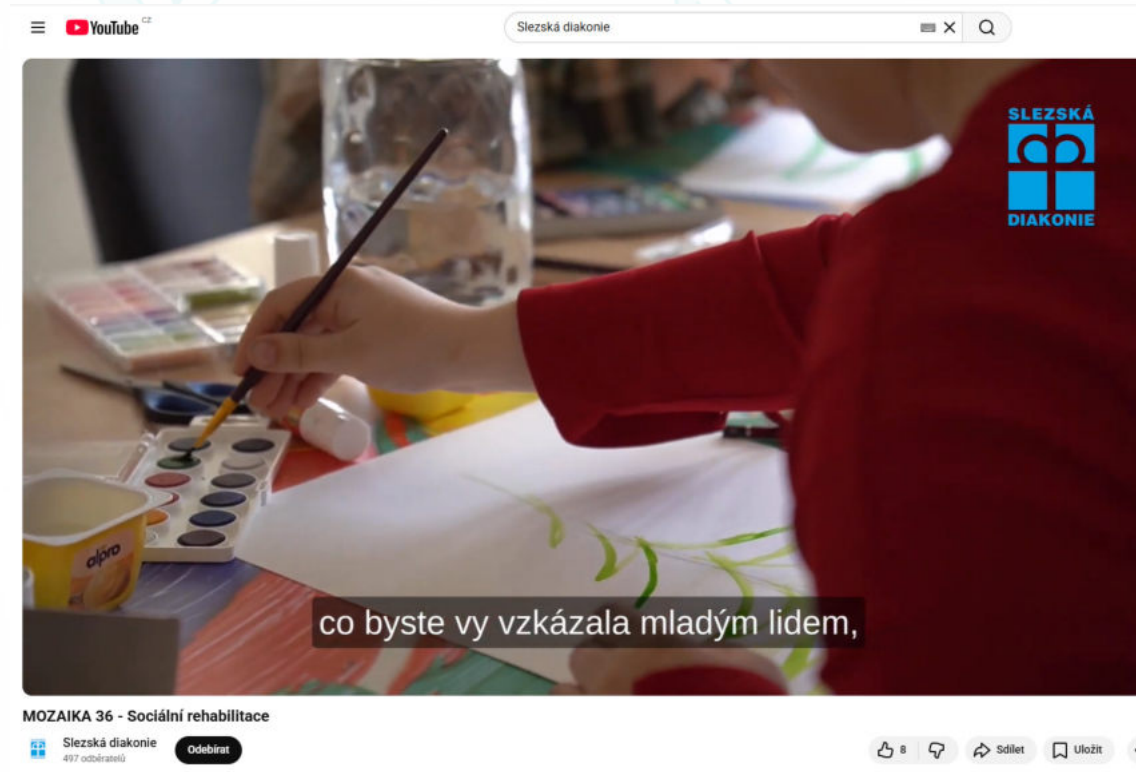 YouTube CZ
Slezská diakonie
SLEZSKÁ
DIAKONIE
alpro
co byste vy vzkázala mladým lidem,
MOZAIKA 36 - Sociální rehabilitace
Slezská diakonie
497 odběratelů
Odebírat
8
Sdílet
Uložit